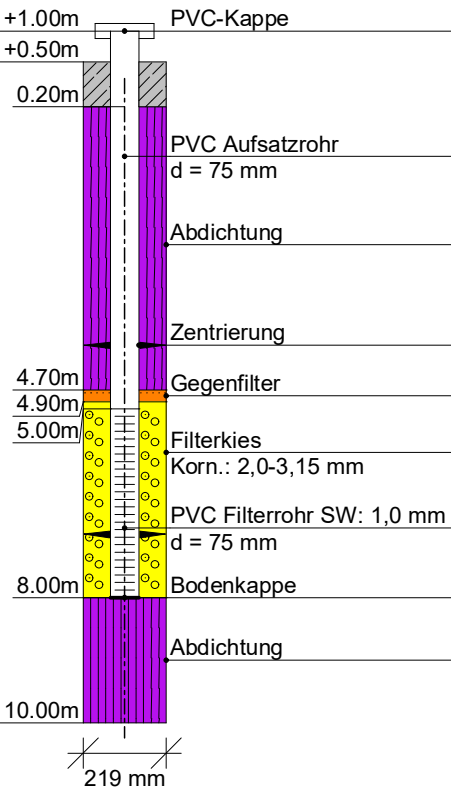 +1.00m
PVC-Kappe
+0.50m
0.20m
PVC Aufsatzrohr
d = 75 mm
Abdichtung
Zentrierung
4.70m
Gegenfilter
4.90m
5.00m
Filterkies
Korn.: 2,0-3,15 mm
PVC Filterrohr SW: 1,0 mm
d = 75 mm
8.00m
Bodenkappe
Abdichtung
10.00m
219 mm